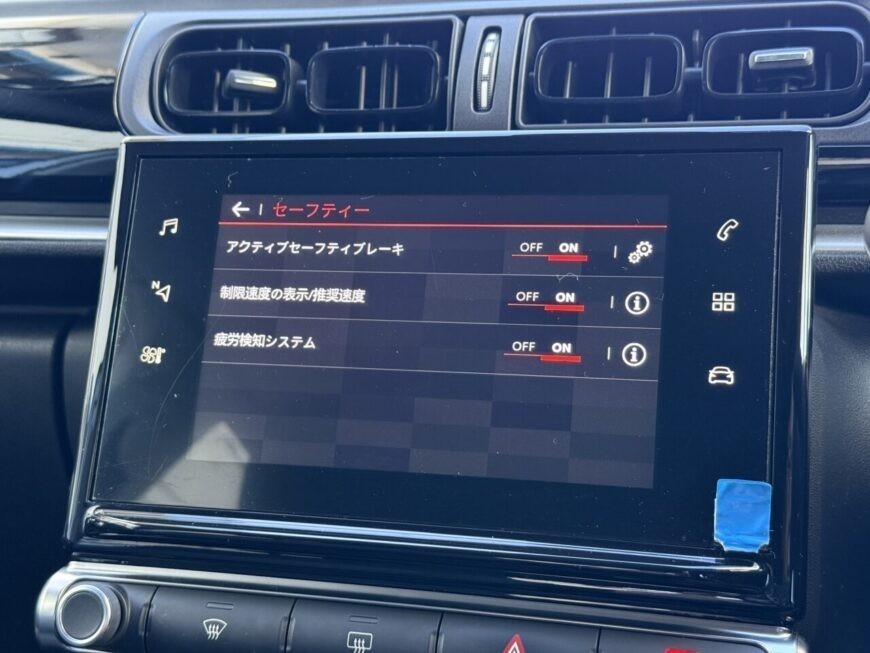 セーフティー
アクティブセーフティブレーキ OFF ON
制限速度の表示/推奨速度 OFF ON
疲労検知システム OFF ON
N